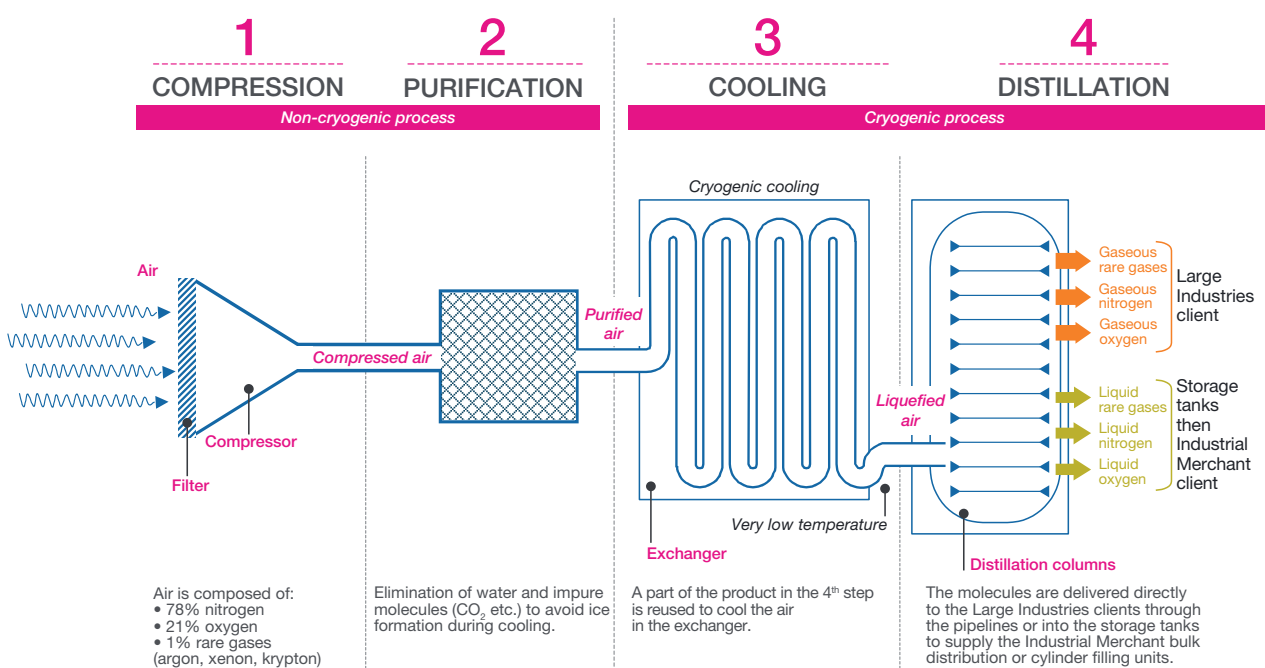 1
COMPRESSION
2
PURIFICATION
3
COOLING
4
DISTILLATION
Non-cryogenic process
Cryogenic process
Air
Filter
Compressor
Compressed air
Purified
air
Cryogenic cooling
Exchanger
Very low temperature
Liquefied
air
Distillation columns
Gaseous
rare gases
Gaseous
nitrogen
Gaseous
oxygen
Large
Industries
client
Liquid
rare gases
Liquid
nitrogen
Liquid
oxygen
Storage
tanks
then
Industrial
Merchant
client
Air is composed of:
• 78% nitrogen
• 21% oxygen
• 1% rare gases
(argon, xenon, krypton)
Elimination of water and impure
molecules (CO₂ etc.) to avoid ice
formation during cooling.
A part of the product in the 4th step
is reused to cool the air
in the exchanger.
The molecules are delivered directly
to the Large Industries clients through
the pipelines or into the storage tanks
to supply the Industrial Merchant bulk
distribution or cylinder filling units.